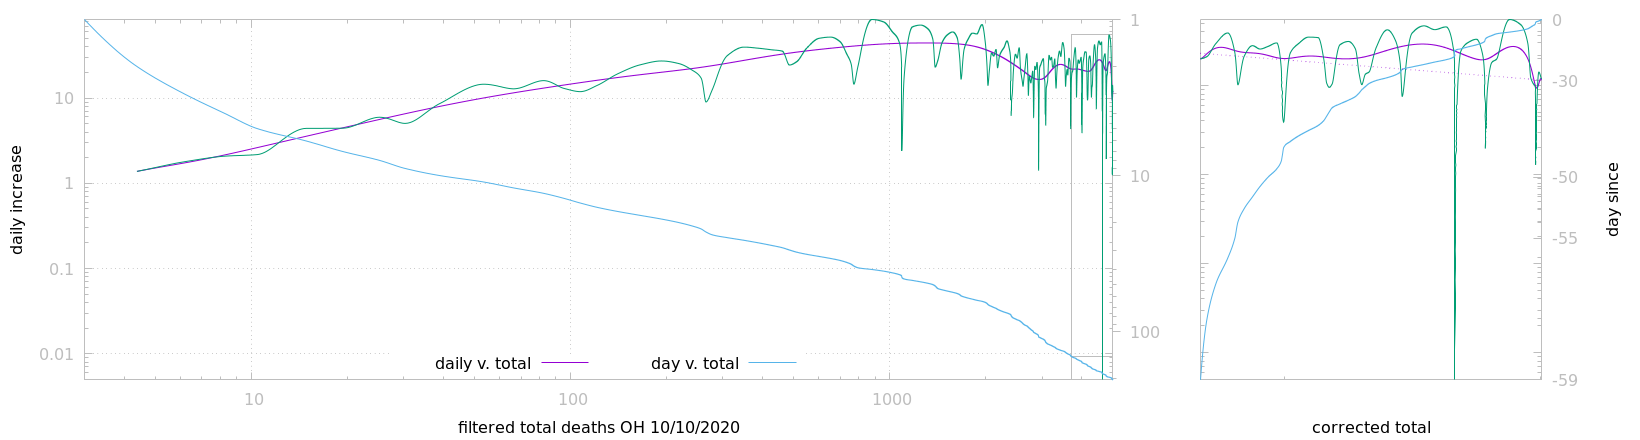 daily increase
10
1
0.1
0.01
daily v. total
day v. total
10
100
1000
filtered total deaths OH 10/10/2020
1
10
100
0
-30
-50
-55
-59
day since
corrected total